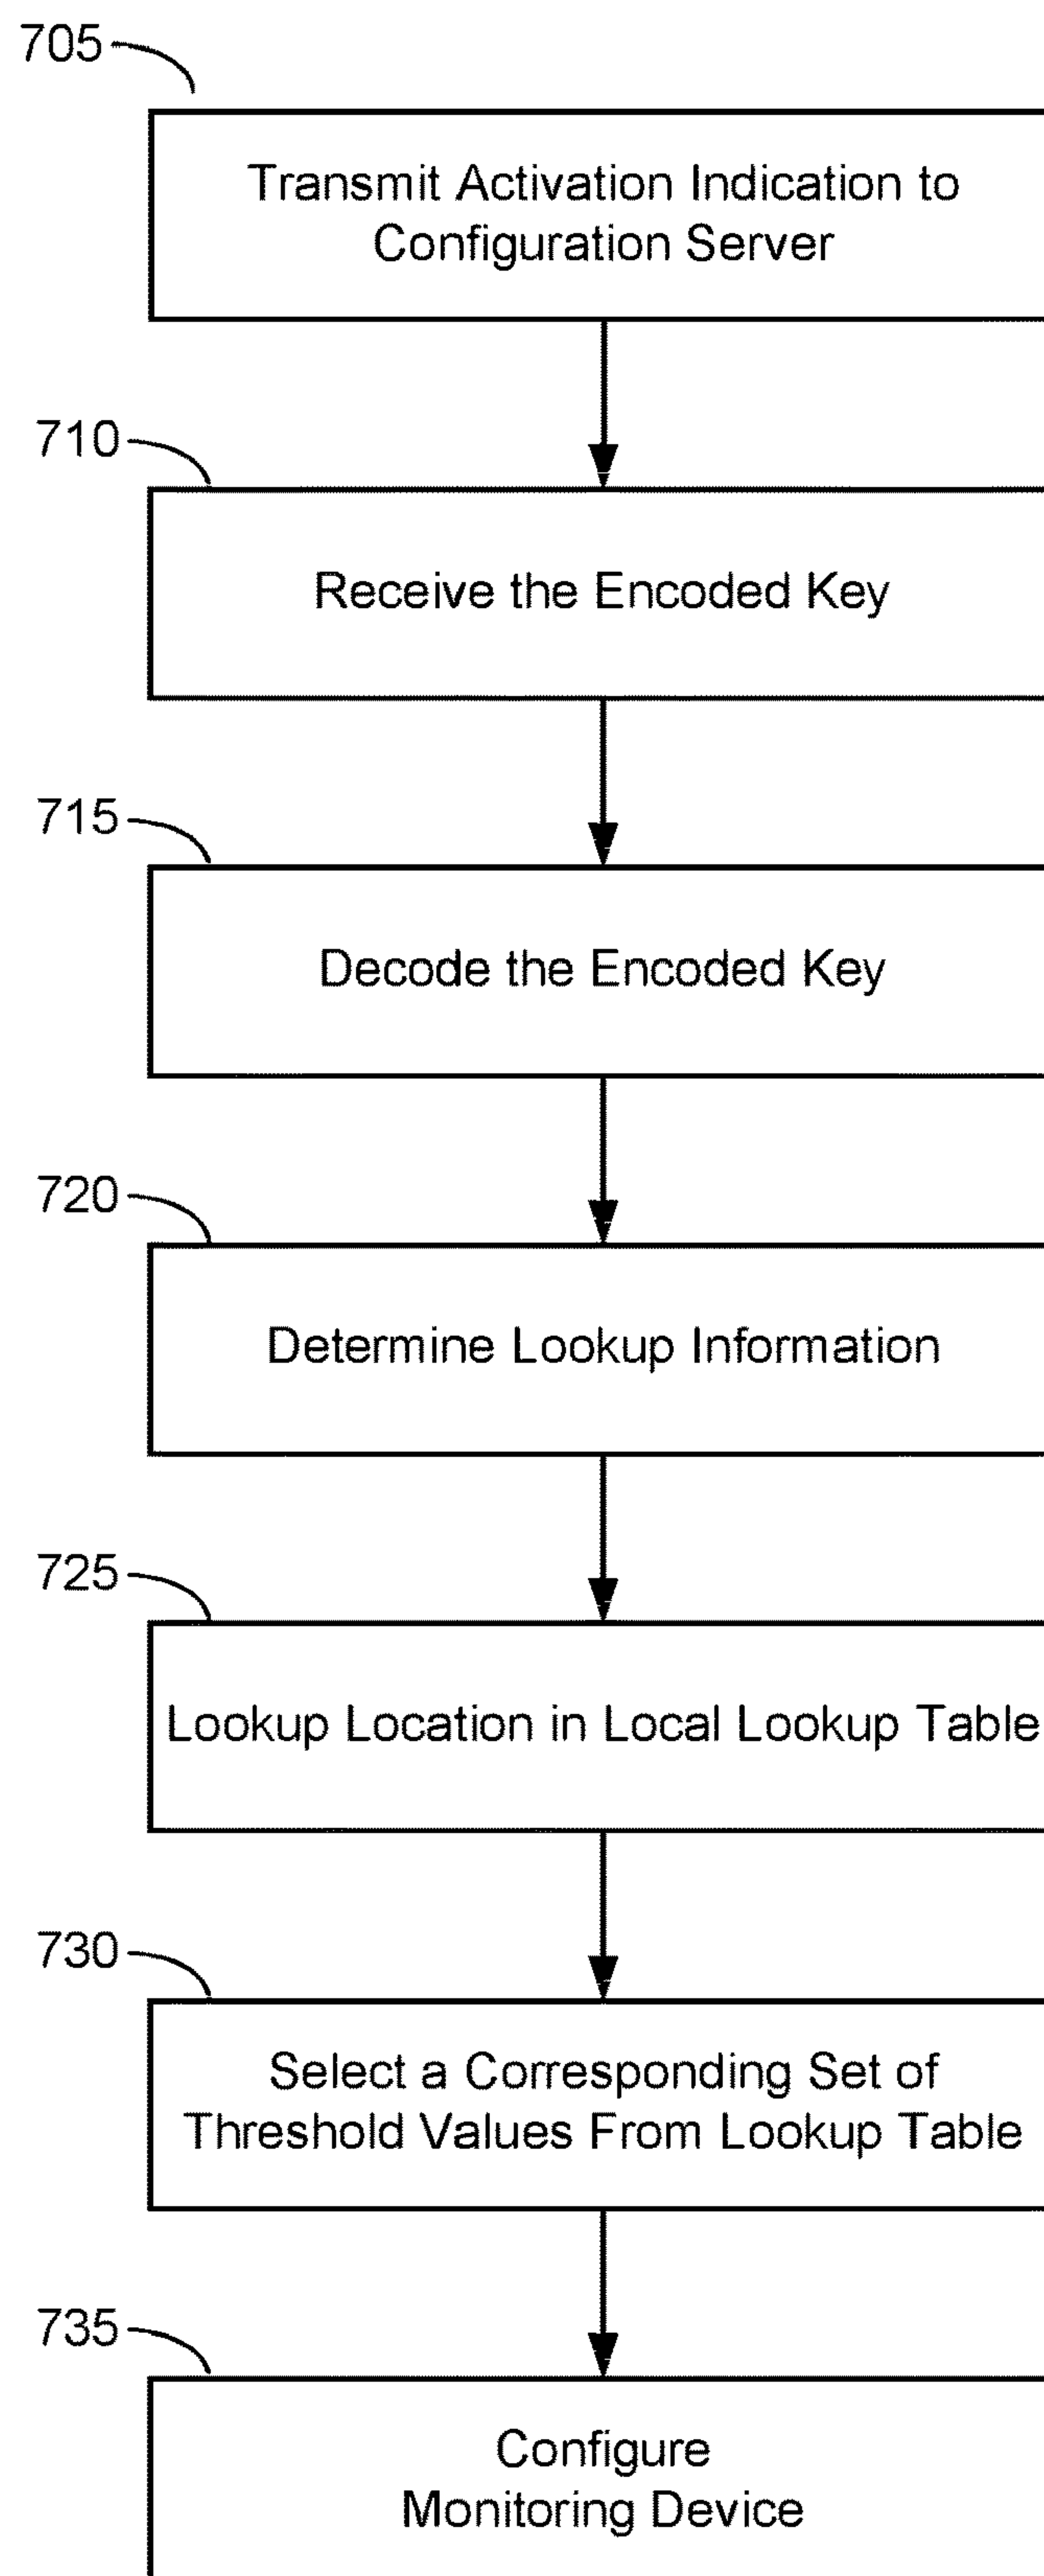 705
Transmit Activation Indication to
Configuration Server
710
Receive the Encoded Key
715
Decode the Encoded Key
720
Determine Lookup Information
725
Lookup Location in Local Lookup Table
730
Select a Corresponding Set of
Threshold Values From Lookup Table
735
Configure
Monitoring Device